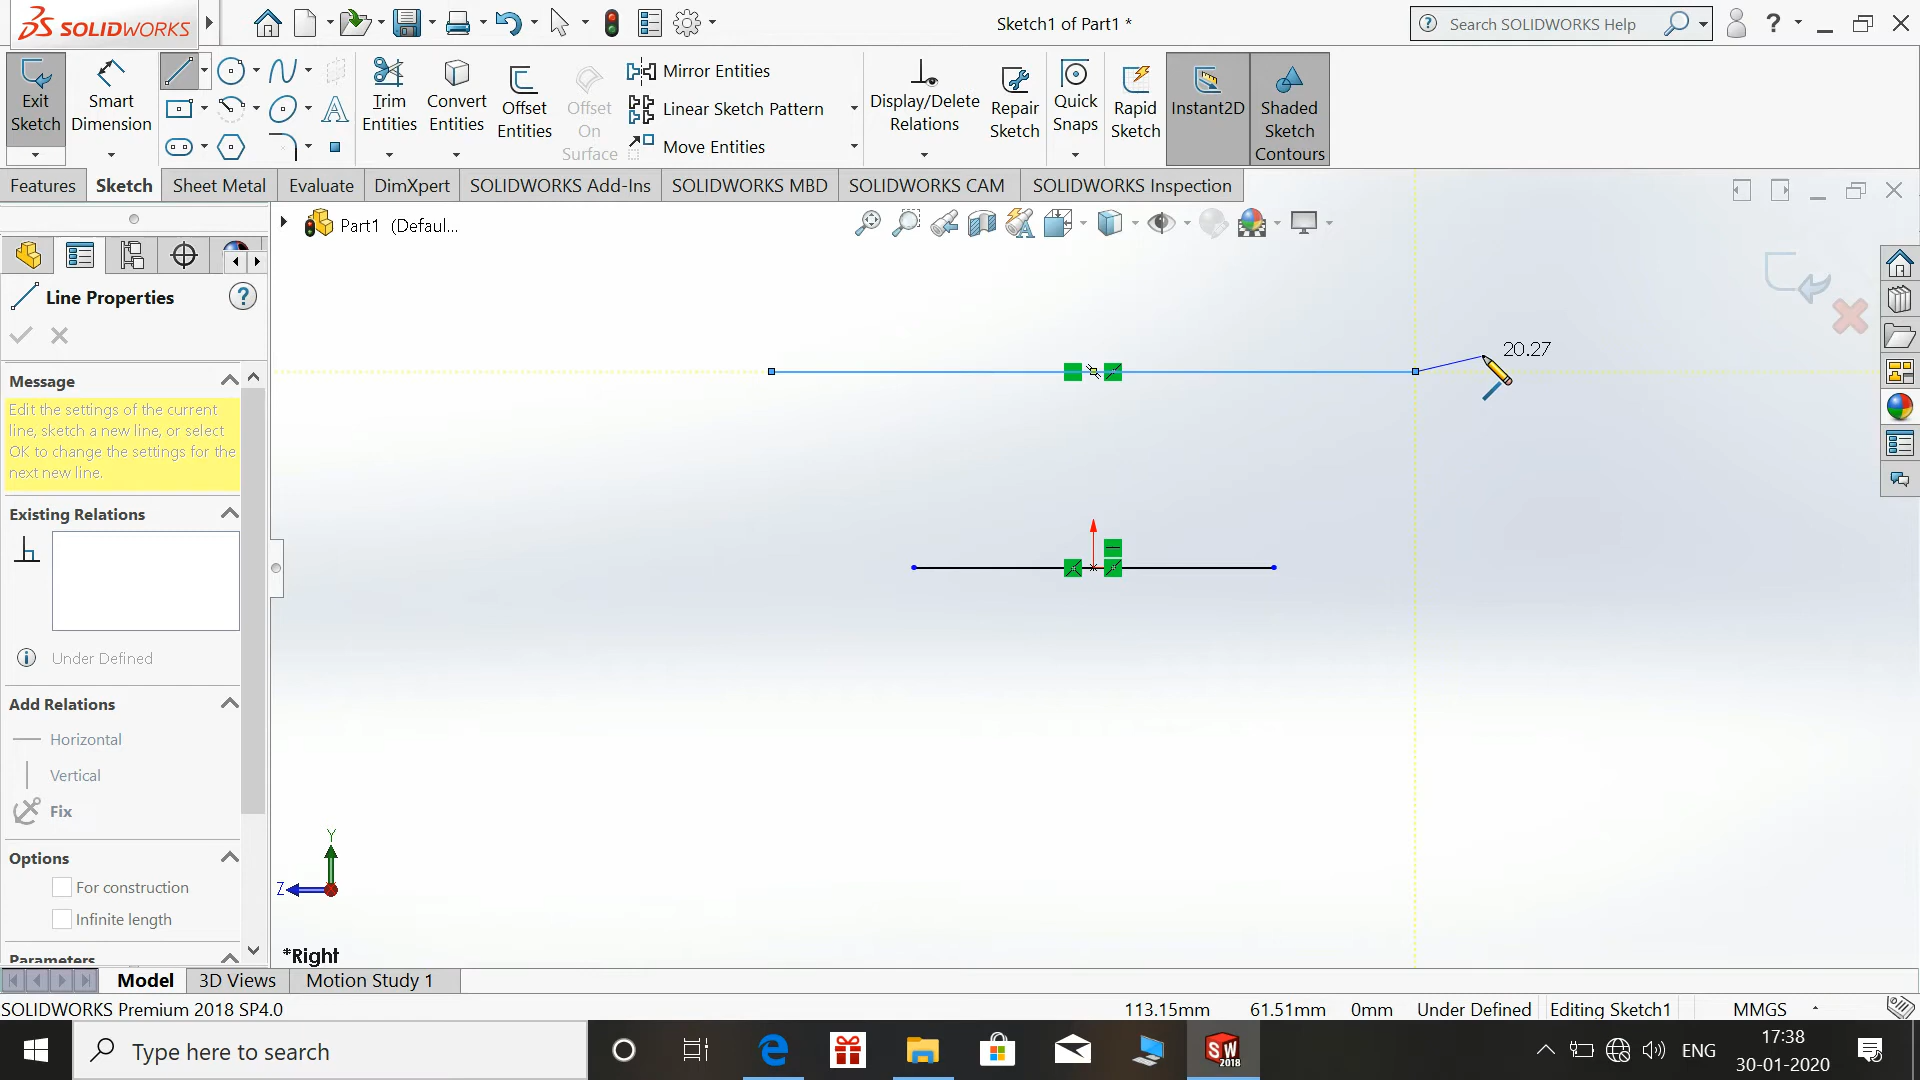 SOLIDWORKS
Sketch1 of Part1 *
Search SOLIDWORKS Help
?
Exit Sketch
Smart Dimension
Trim Entities
Convert Entities
Offset Entities
Offset On Surface
Mirror Entities
Linear Sketch Pattern
Move Entities
Display/Delete Relations
Repair Sketch
Quick Snaps
Rapid Sketch
Instant2D
Shaded Sketch Contours
Features
Sketch
Sheet Metal
Evaluate
DimXpert
SOLIDWORKS Add-Ins
SOLIDWORKS MBD
SOLIDWORKS CAM
SOLIDWORKS Inspection
Part1 (Defaul...
Line Properties
?
Message
Edit the settings of the current
line, sketch a new line, or select
OK to change the settings for the
next new line.
Existing Relations
Under Defined
Add Relations
Horizontal
Vertical
Fix
Options
For construction
Infinite length
Parameters
20.27
Y
Z
*Right
Model
3D Views
Motion Study 1
SOLIDWORKS Premium 2018 SP4.0
113.15mm
61.51mm
0mm
Under Defined
Editing Sketch1
MMGS
Type here to search
SW
2018
ENG
17:38
30-01-2020